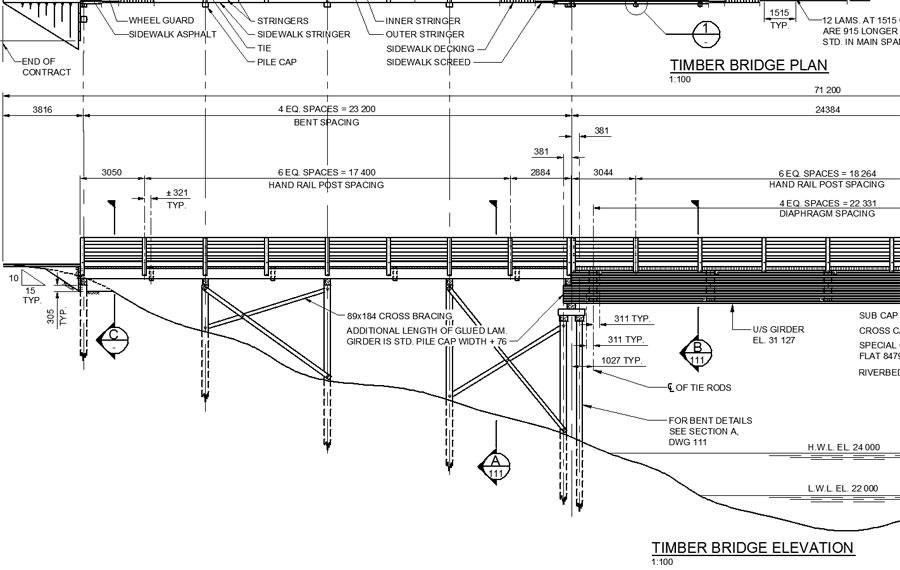 WHEEL GUARD
SIDEWALK ASPHALT
STRINGERS
SIDEWALK STRINGER
TIE
PILE CAP
INNER STRINGER
OUTER STRINGER
SIDEWALK DECKING
SIDEWALK SCREED
1
-
1515
TYP.
12 LAMS. AT 1515
ARE 915 LONGER
STD. IN MAIN SPA
END OF
CONTRACT
TIMBER BRIDGE PLAN
1:100
71 200
3816
4 EQ. SPACES = 23 200
BENT SPACING
24384
381
381
3050
6 EQ. SPACES = 17 400
HAND RAIL POST SPACING
2884
3044
6 EQ. SPACES = 18 264
HAND RAIL POST SPACING
± 321
TYP.
4 EQ. SPACES = 22 331
DIAPHRAGM SPACING
10
15
TYP.
305
TYP.
C
-
89x184 CROSS BRACING
ADDITIONAL LENGTH OF GLUED LAM.
GIRDER IS STD. PILE CAP WIDTH + 76
311 TYP.
311 TYP.
1027 TYP.
B
111
U/S GIRDER
EL. 31 127
SUB CAP
CROSS CA
SPECIAL
FLAT 8479
RIVERBED
℄ OF TIE RODS
FOR BENT DETAILS
SEE SECTION A,
DWG 111
A
111
H.W.L. EL. 24 000
L.W.L. EL. 22 000
TIMBER BRIDGE ELEVATION
1:100